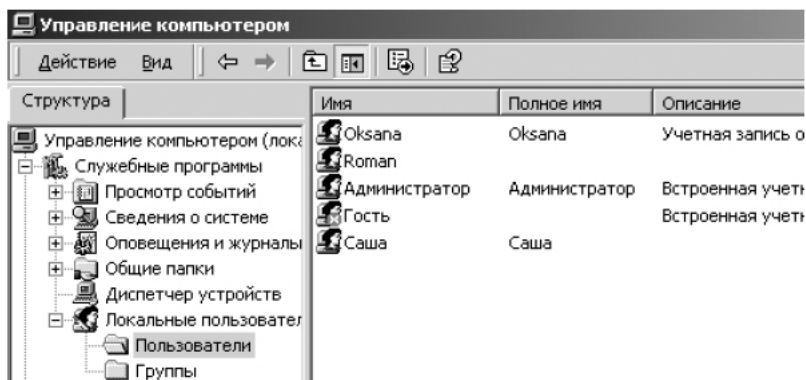 Управление компьютером
Действие Вид
Структура
Управление компьютером (лока
Служебные программы
Просмотр событий
Сведения о системе
Оповещения и журналы
Общие папки
Диспетчер устройств
Локальные пользовател
Пользователи
Группы
Имя Полное имя Описание
Oksana Oksana Учетная запись о
Roman
Администратор Администратор Встроенная учетн
Гость Встроенная учетн
Саша Саша